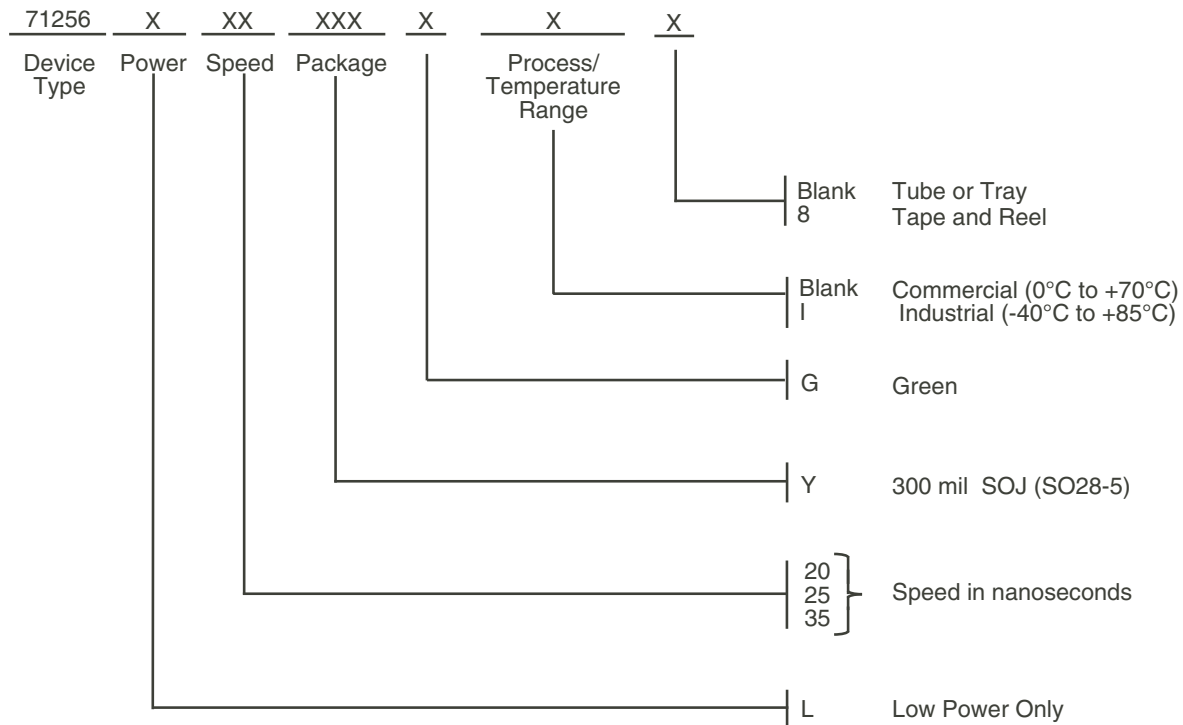 71256 X XX XXX X X X
Device Type Power Speed Package Process/ Temperature Range
Blank Tube or Tray
8 Tape and Reel
Blank Commercial (0°C to +70°C)
I Industrial (-40°C to +85°C)
G Green
Y 300 mil SOJ (SO28-5)
20
25 Speed in nanoseconds
35
L Low Power Only